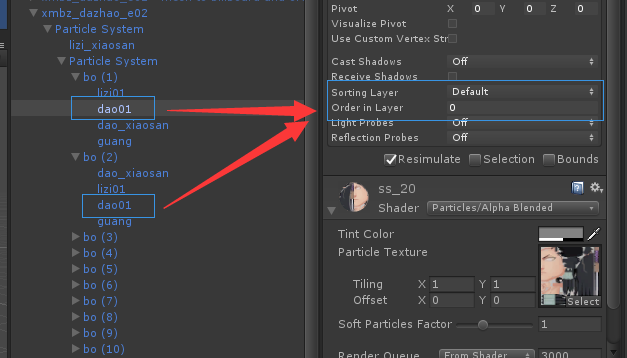 xmbz_dazhao_e02
Particle System
lizi_xiaosan
Particle System
bo (1)
lizi01
dao01
dao_xiaosan
guang
bo (2)
dao_xiaosan
lizi01
dao01
guang
bo (3)
bo (4)
bo (5)
bo (6)
bo (7)
bo (8)
bo (9)
bo (10)
Pivot X 0 Y 0 Z 0
Visualize Pivot
Use Custom Vertex Str
Cast Shadows Off
Receive Shadows
Sorting Layer Default
Order in Layer 0
Light Probes Off
Reflection Probes Off
Resimulate Selection Bounds
ss_20
Shader Particles/Alpha Blended
Tint Color
Particle Texture
Tiling X 1 Y 1
Offset X 0 Y 0
Select
Soft Particles Factor 1
Render Queue From Shader 3000